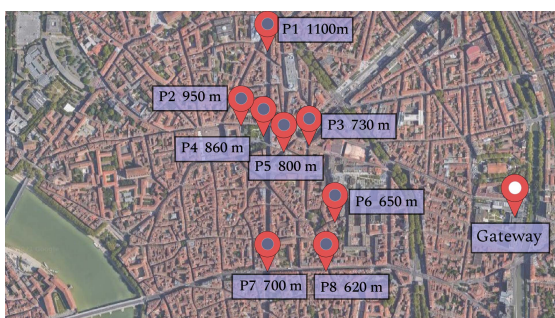 P1 1100m
P2 950 m
P3 730 m
P4 860 m
P5 800 m
P6 650 m
Gateway
P7 700 m
P8 620 m